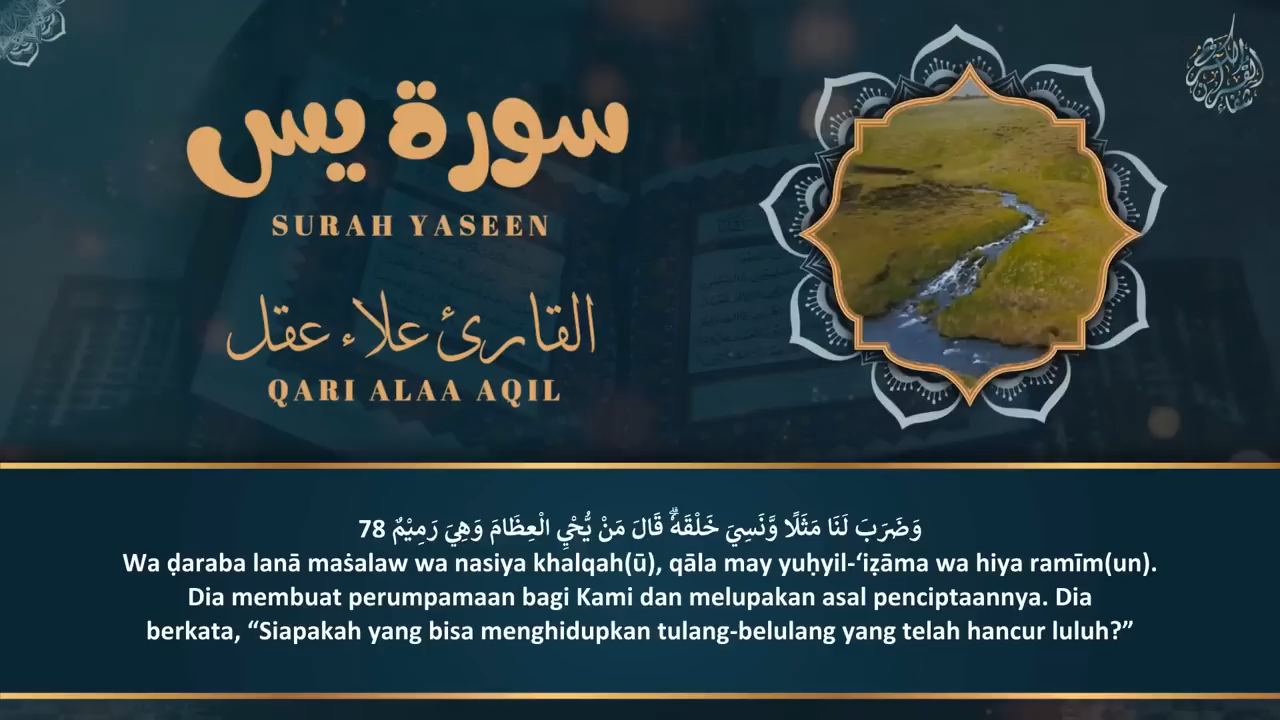 سورة يس
SURAH YASEEN
القارئ علاء عقل
QARI ALAA AQIL
وَضَرَبَ لَنَا مَثَلًا وَّنَسِيَ خَلْقَهٗۗ قَالَ مَنْ يُّحْيِ الْعِظَامَ وَهِيَ رَمِيْمٌ 78
Wa ḍaraba lanā maṡalaw wa nasiya khalqah(ū), qāla may yuḥyil-‘iẓāma wa hiya ramīm(un).
Dia membuat perumpamaan bagi Kami dan melupakan asal penciptaannya. Dia
berkata, “Siapakah yang bisa menghidupkan tulang-belulang yang telah hancur luluh?”